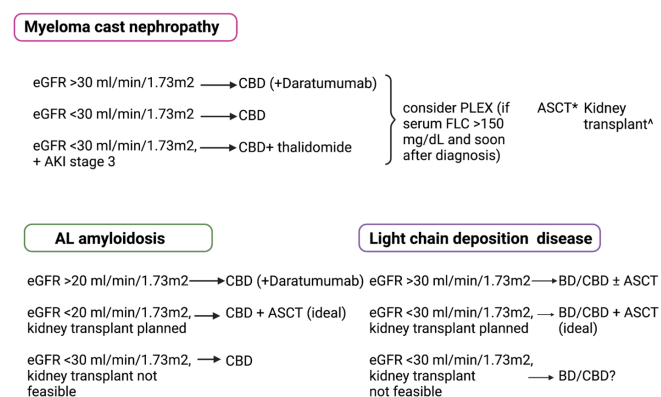 Myeloma cast nephropathy
eGFR >30 ml/min/1.73m2 CBD (+Daratumumab)
eGFR <30 ml/min/1.73m2 CBD
eGFR <30 ml/min/1.73m2, CBD+ thalidomide
+ AKI stage 3
consider PLEX (if
serum FLC >150
mg/dL and soon
after diagnosis)
ASCT* Kidney
transplant^
AL amyloidosis
eGFR >20 ml/min/1.73m2 CBD (+Daratumumab)
eGFR <20 ml/min/1.73m2, CBD + ASCT (ideal)
kidney transplant planned
eGFR <30 ml/min/1.73m2, CBD
kidney transplant not
feasible
Light chain deposition disease
eGFR >30 ml/min/1.73m2 BD/CBD ± ASCT
eGFR <30 ml/min/1.73m2, BD/CBD + ASCT
kidney transplant planned (ideal)
eGFR <30 ml/min/1.73m2,
kidney transplant BD/CBD?
not feasible